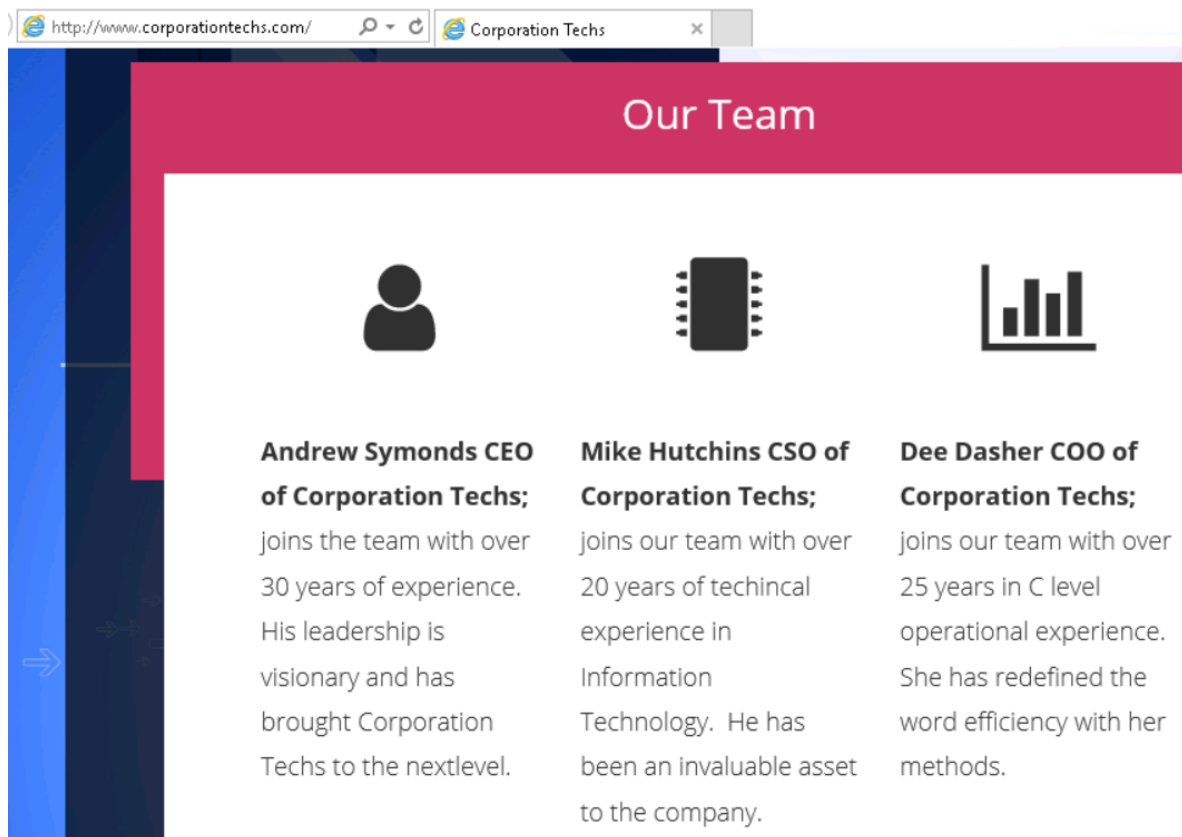 http://www.corporationtechs.com/
Corporation Techs
Our Team
Andrew Symonds CEO
of Corporation Techs;
joins the team with over
30 years of experience.
His leadership is
visionary and has
brought Corporation
Techs to the nextlevel.
Mike Hutchins CSO of
Corporation Techs;
joins our team with over
20 years of techincal
experience in
Information
Technology.  He has
been an invaluable asset
to the company.
Dee Dasher COO of
Corporation Techs;
joins our team with over
25 years in C level
operational experience.
She has redefined the
word efficiency with her
methods.